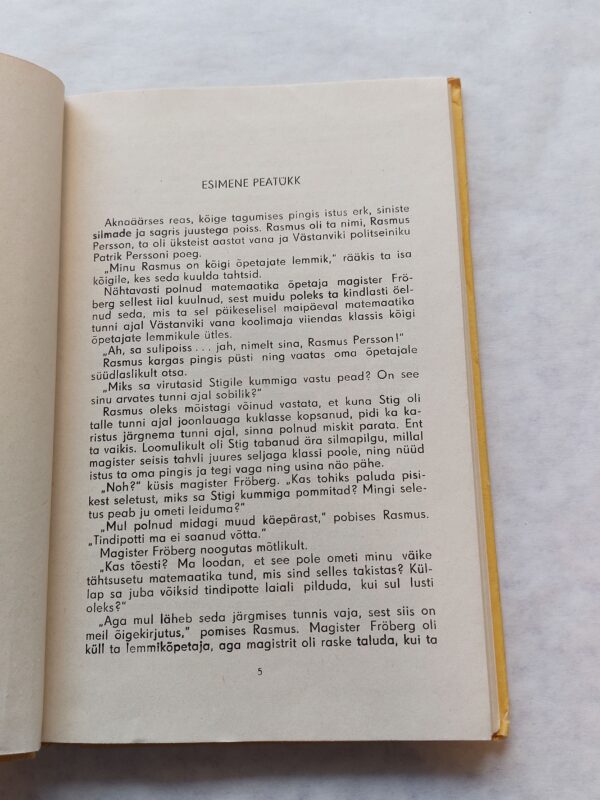 ESIMENE PEATÜKK
Aknaäärses reas, kõige tagumises pingis istus erk, siniste
silmade ja sagris juustega poiss. Rasmus oli ta nimi, Rasmus
Persson, ta oli üksteist aastat vana ja Västanviki politseiniku
Patrik Perssoni poeg.
„Minu Rasmus on kõigi õpetajate lemmik,“ rääkis ta isa
kõigile, kes seda kuulda tahtsid.
Nähtavasti polnud matemaatika õpetaja magister Frö-
berg sellest iial kuulnud, sest muidu poleks ta kindlasti öel-
nud seda, mis ta sel päikeselisel maipäeval matemaatika
tunni ajal Västanviki vana koolimaja viiendas klassis kõigi
õpetajate lemmikule ütles.
„Ah, sa sulipoiss ... jah, nimelt sina, Rasmus Persson!“
Rasmus kargas pingis püsti ning vaatas oma õpetajale
süüdlaslikult otsa.
„Miks sa virutasid Stigile kummiga vastu pead? On see
sinu arvates tunni ajal sobilik?“
Rasmus oleks mõistagi võinud vastata, et kuna Stig oli
talle tunni ajal joonlauaga kuklasse kopsanud, pidi ka ka-
ristus järgnema tunni ajal, sinna polnud miskit parata. Ent
ta vaikis. Loomulikult oli Stig tabanud ära silmapilgu, millal
magister seisis tahvli juures seljaga klassi poole, ning nüüd
istus ta oma pingis ja tegi vaga ning usina näo pähe.
„Noh?“ küsis magister Fröberg. „Kas tohiks paluda pisi-
kest seletust, miks sa Stigi kummiga pommitad? Mingi sele-
tus peab ju ometi leiduma?“
„Mul polnud midagi muud käepärast,“ pobises Rasmus.
„Tindipotti ma ei saanud võtta.“
Magister Fröberg noogutas mõtlikult.
„Kas tõesti? Ma loodan, et see pole ometi minu väike
tähtsusetu matemaatika tund, mis sind selles takistas? Kül-
lap sa juba võiksid tindipotte laiali pilduda, kui sul lusti
oleks?“
„Aga mul läheb seda järgmises tunnis vaja, sest siis on
meil õigekirjutus,“ pomises Rasmus. Magister Fröberg oli
küll ta lemmikõpetaja, aga magistrit oli raske taluda, kui ta
5